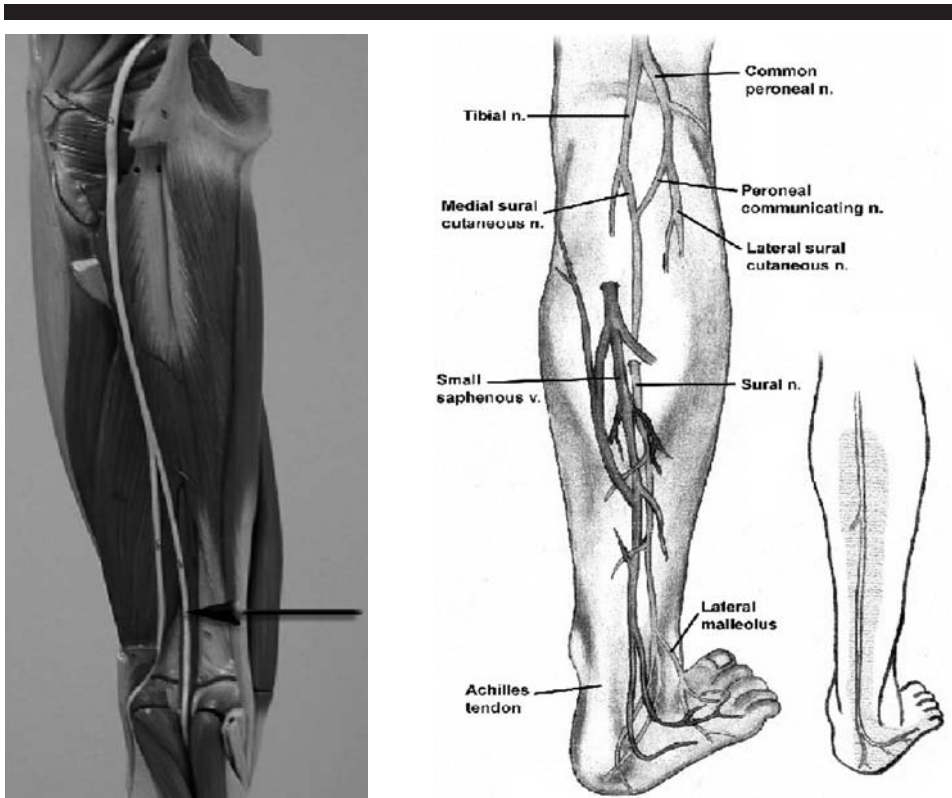 Common
peroneal n.
Tibial n.
Medial sural
cutaneous n.
Peroneal
communicating n.
Lateral sural
cutaneous n.
Small
saphenous v.
Sural n.
Lateral
malleolus
Achilles
tendon